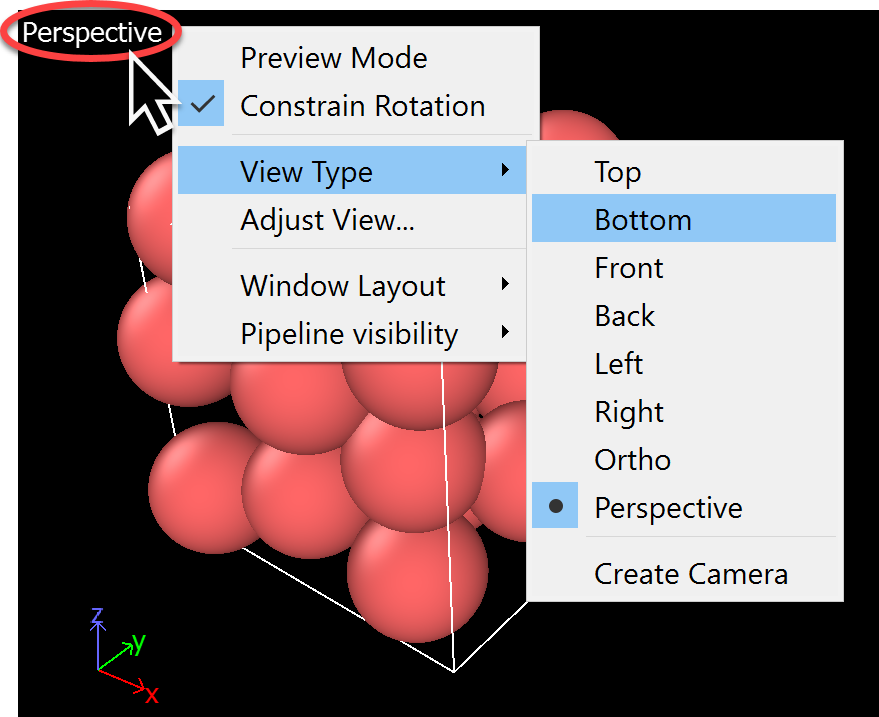 Perspective
Preview Mode
Constrain Rotation
View Type
Adjust View...
Window Layout
Pipeline visibility
Top
Bottom
Front
Back
Left
Right
Ortho
Perspective
Create Camera
z
y
x